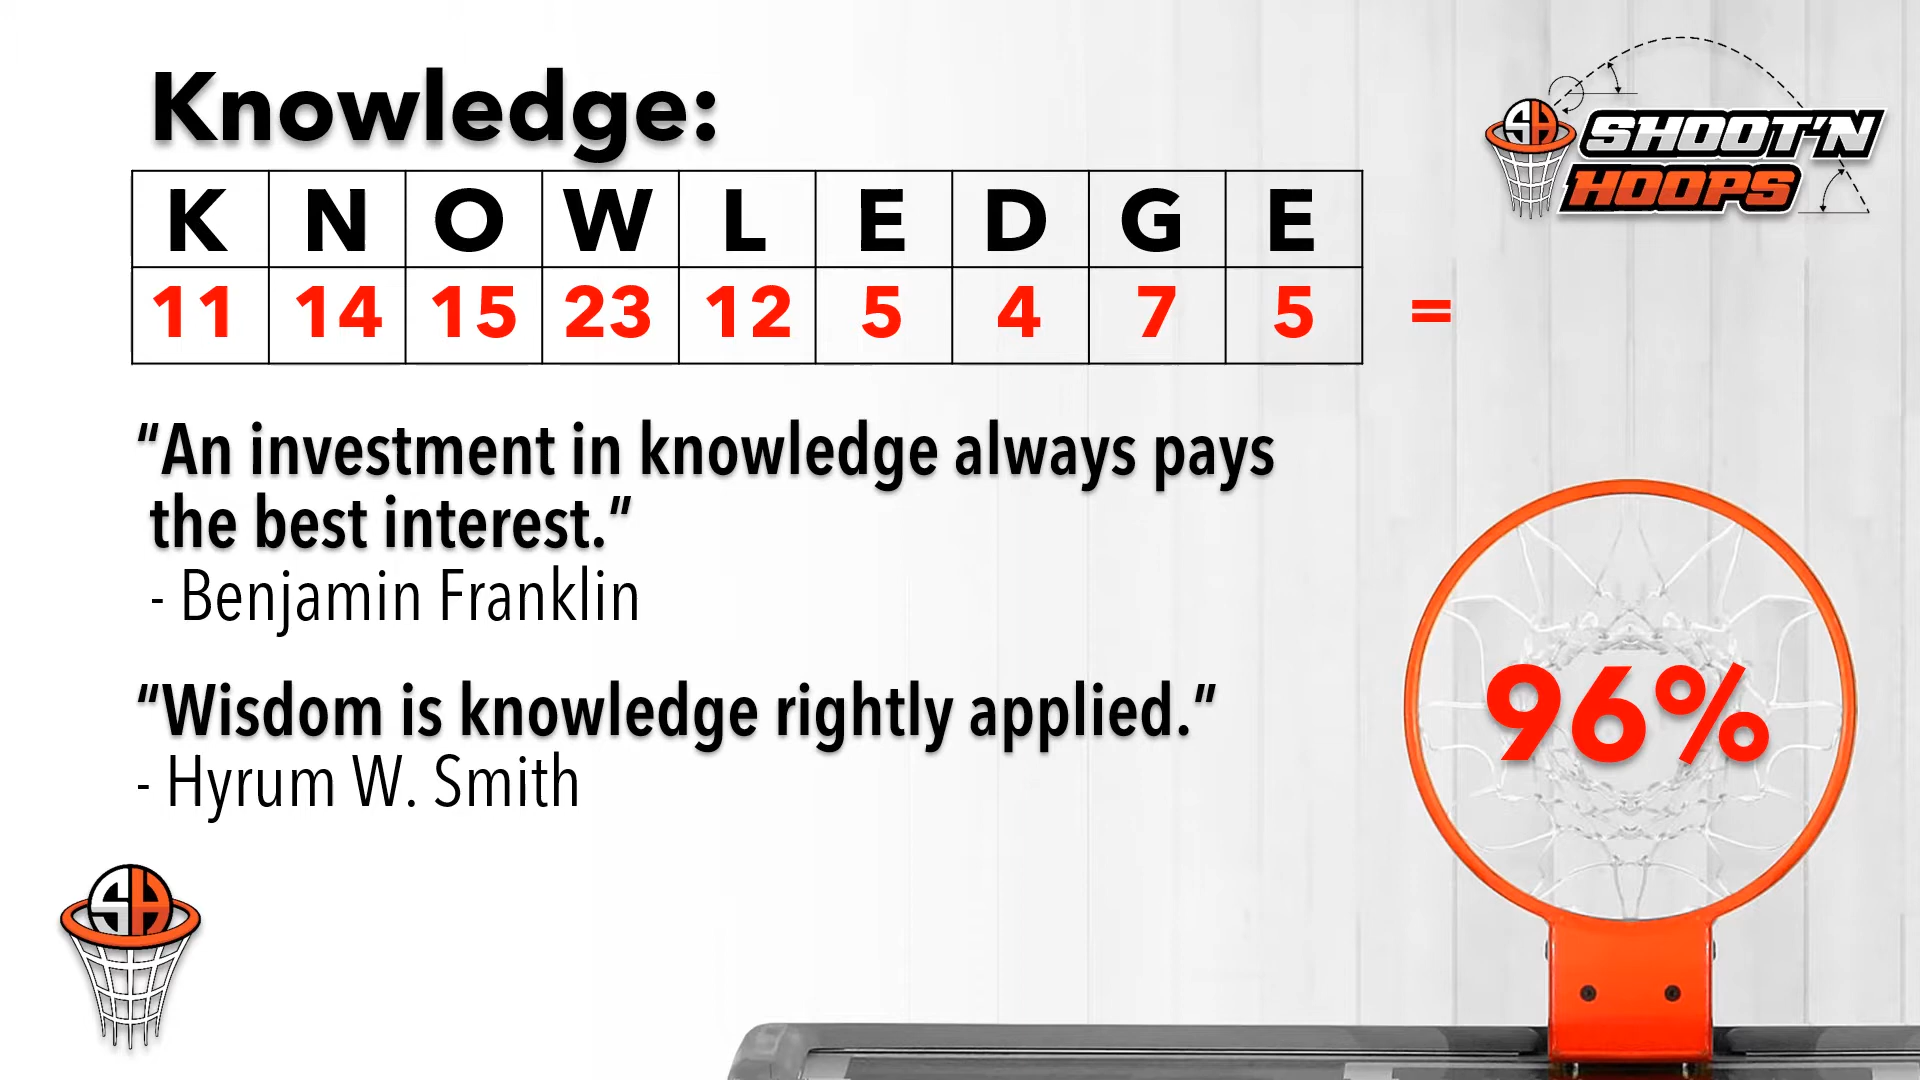 Knowledge:
SHOOT'N
HOOPS
SH
K N O W L E D G E
11 14 15 23 12 5 4 7 5 =
“An investment in knowledge always pays
the best interest.”
- Benjamin Franklin
96%
“Wisdom is knowledge rightly applied.”
- Hyrum W. Smith
SH